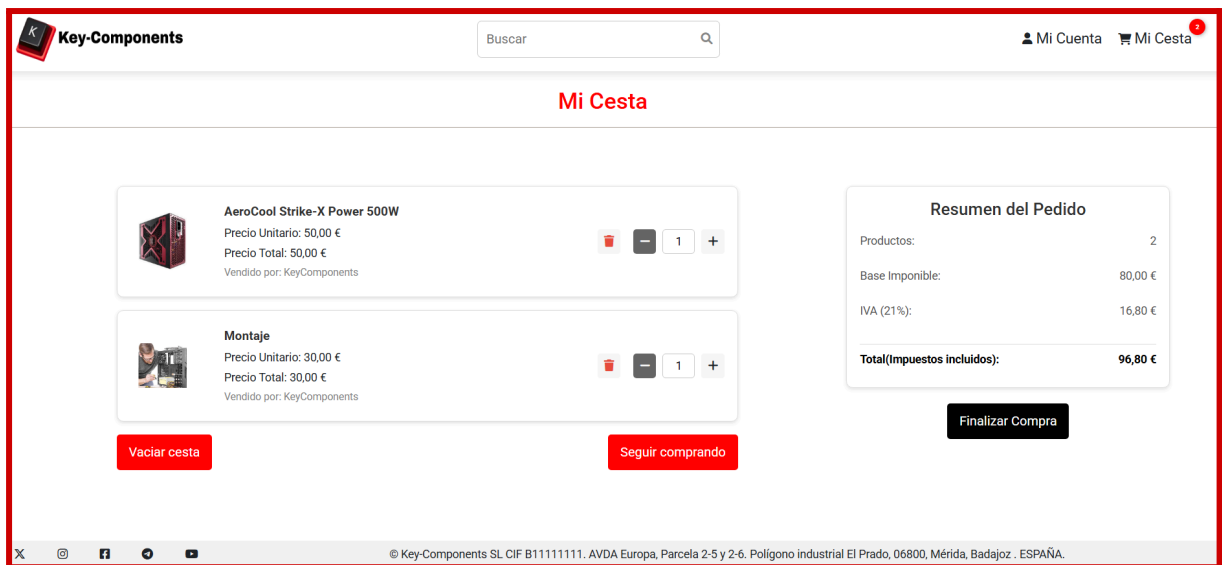 K
Key-Components
Buscar
Mi Cuenta
Mi Cesta
2
Mi Cesta
AeroCool Strike-X Power 500W
Precio Unitario: 50,00 €
Precio Total: 50,00 €
Vendido por: KeyComponents
1
Montaje
Precio Unitario: 30,00 €
Precio Total: 30,00 €
Vendido por: KeyComponents
1
Vaciar cesta
Seguir comprando
Resumen del Pedido
Productos: 2
Base Imponible: 80,00 €
IVA (21%): 16,80 €
Total(Impuestos incluidos): 96,80 €
Finalizar Compra
© Key-Components SL CIF B11111111. AVDA Europa, Parcela 2-5 y 2-6. Polígono industrial El Prado, 06800, Mérida, Badajoz . ESPAÑA.